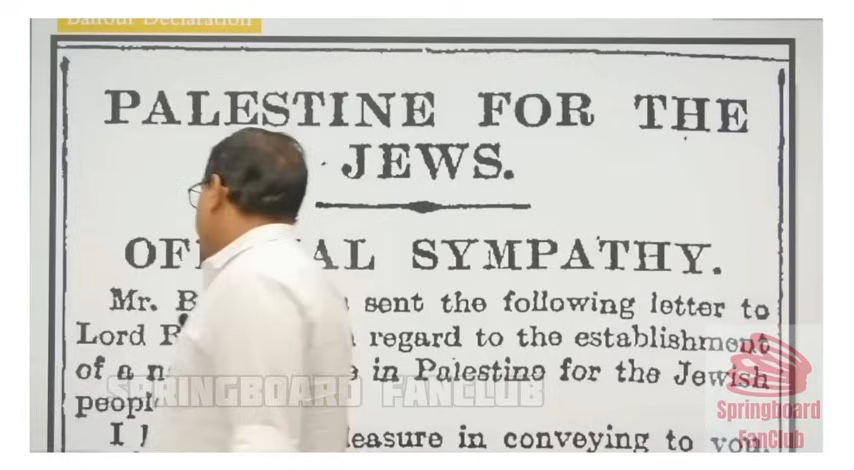 Balfour Declaration
PALESTINE FOR THE
JEWS.
OF AL SYMPATHY.
Mr. B sent the following letter to
Lord R regard to the establishment
of a n in Palestine for the Jewish
peopl
I leasure in conveying to you,
SPRINGBOARD FANCLUB
Springboard
FanClub